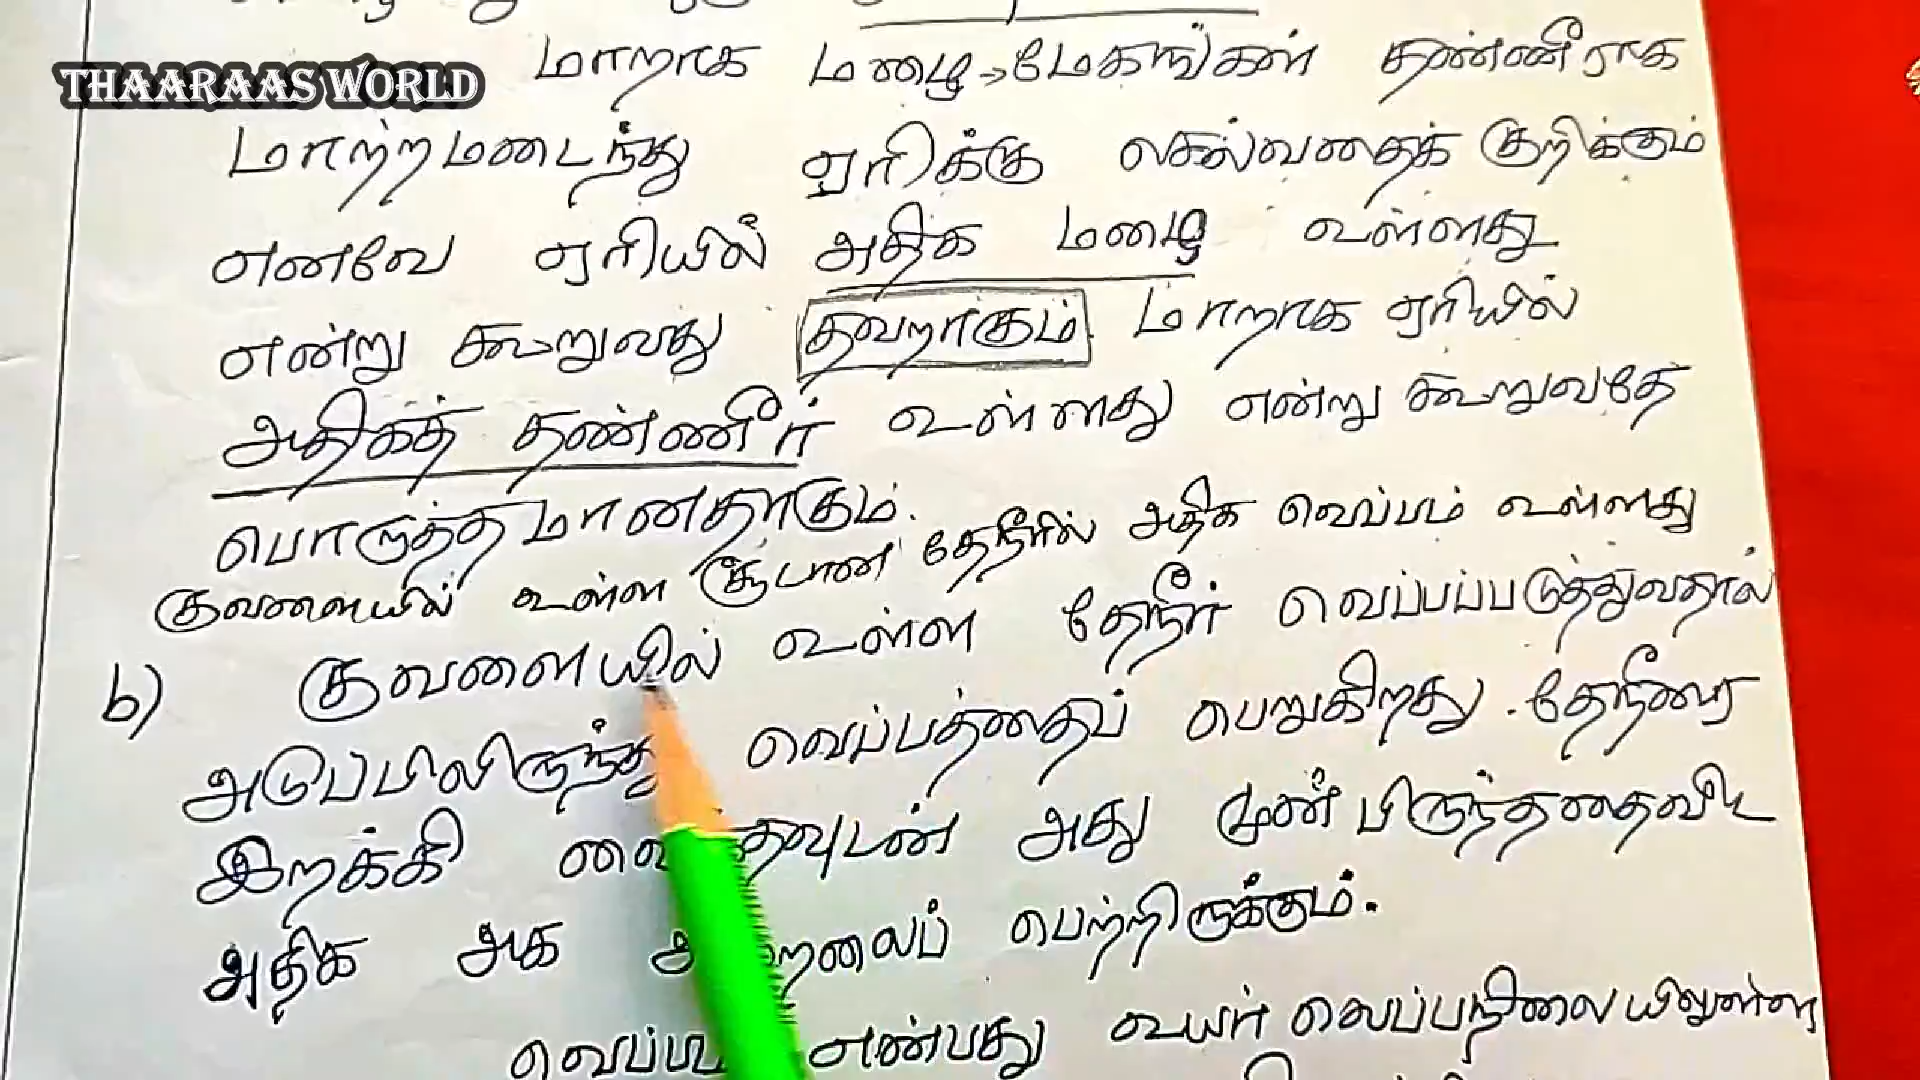 THAARAAS WORLD
மாறாக மழை → மேகங்கள் தண்ணீராக
மாற்றமடைந்து ஏரிக்கு செல்வதைக் குறிக்கும்
எனவே ஏரியில் அதிக மழை உள்ளது
என்று கூறுவது தவறாகும். மாறாக ஏரியில்
அதிகத் தண்ணீர் உள்ளது என்று கூறுவதே
பொருத்தமானதாகும்.
குவளையில் உள்ள சூடான தேநீரில் அதிக வெப்பம் உள்ளது
b) குவளையில் உள்ள தேநீர் வெப்பப்படுத்துவதால்
அடுப்பிலிருந்து வெப்பத்தைப் பெறுகிறது. தேநீரை
இறக்கி அது முன்பிருந்ததைவிட
அதிக அக பெற்றிருக்கும்.
என்பது உயர் வெப்பநிலையிலுள்ள